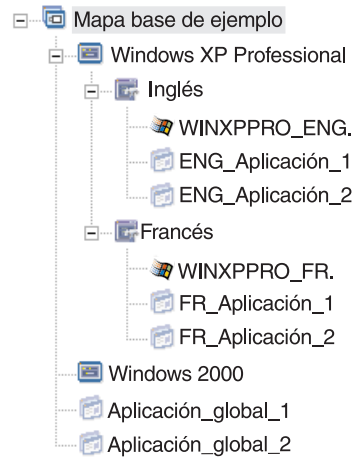 Mapa base de ejemplo
Windows XP Professional
Inglés
WINXPPRO_ENG.
ENG_Aplicación_1
ENG_Aplicación_2
Francés
WINXPPRO_FR.
FR_Aplicación_1
FR_Aplicación_2
Windows 2000
Aplicación_global_1
Aplicación_global_2